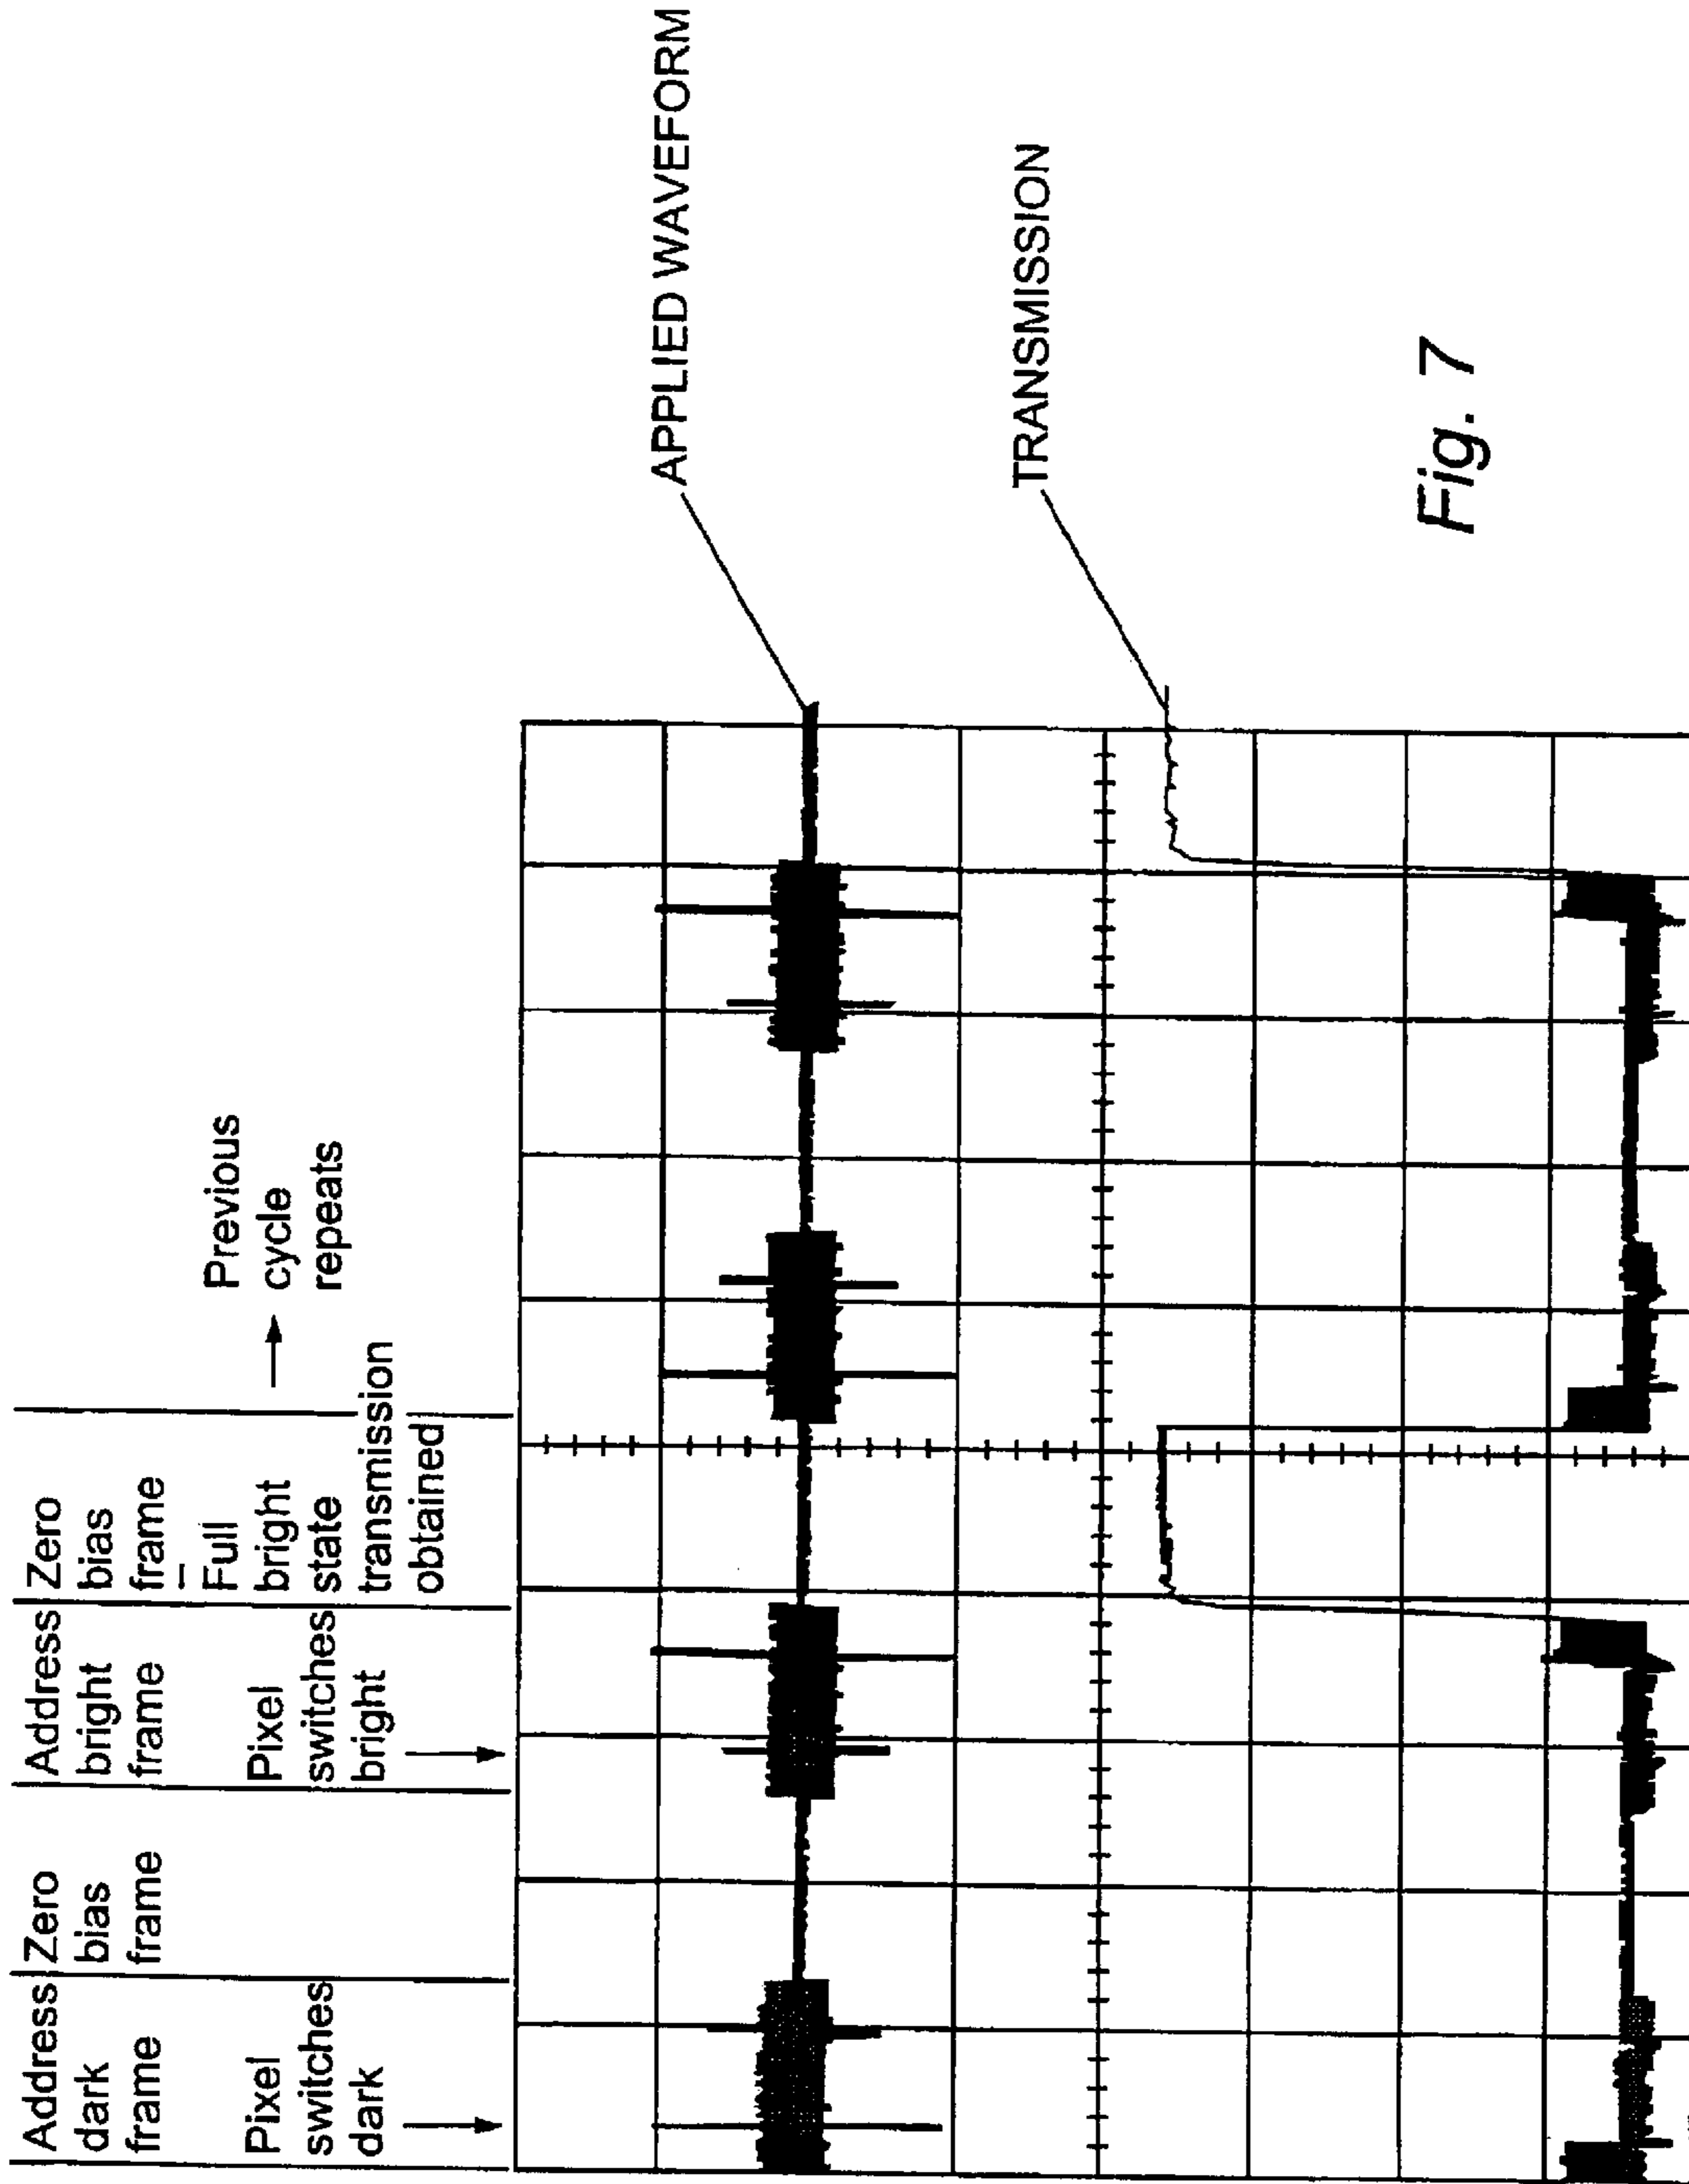 Address
dark
frame
Pixel
switches
dark
Zero
bias
frame
Address
bright
frame
Pixel
switches
bright
Zero
bias
frame
–
Full
bright
state
transmission
obtained
Previous
cycle
repeats
APPLIED WAVEFORM
TRANSMISSION
Fig. 7